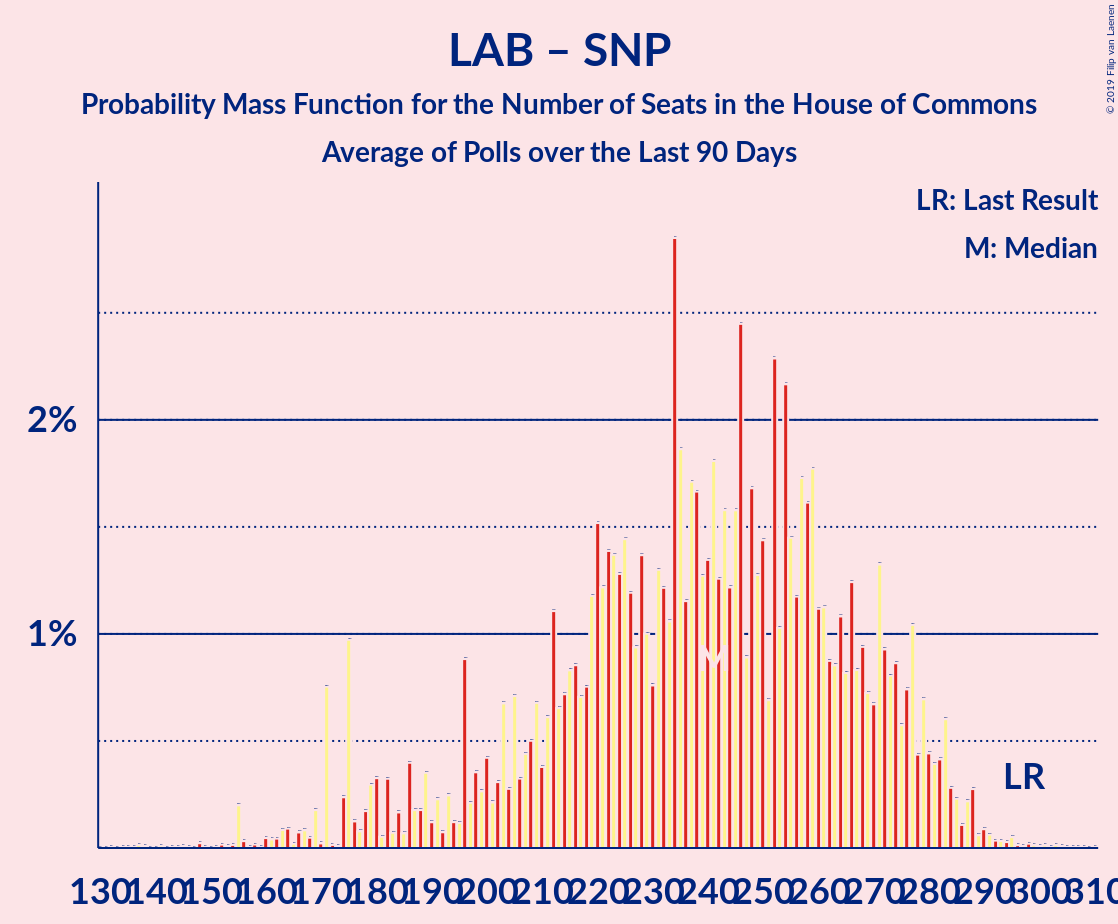 LAB – SNP
Probability Mass Function for the Number of Seats in the House of Commons
Average of Polls over the Last 90 Days
© 2019 Filip van Laenen
LR: Last Result
M: Median
2%
1%
M
LR
130 140 150 160 170 180 190 200 210 220 230 240 250 260 270 280 290 300 310